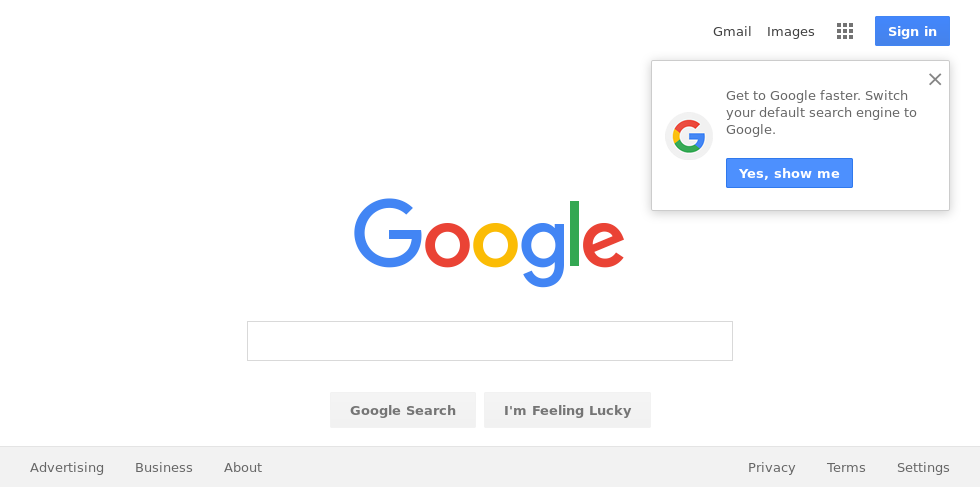 Gmail Images Sign in
Get to Google faster. Switch
your default search engine to
Google.
Yes, show me
Google
Google Search I'm Feeling Lucky
Advertising Business About Privacy Terms Settings